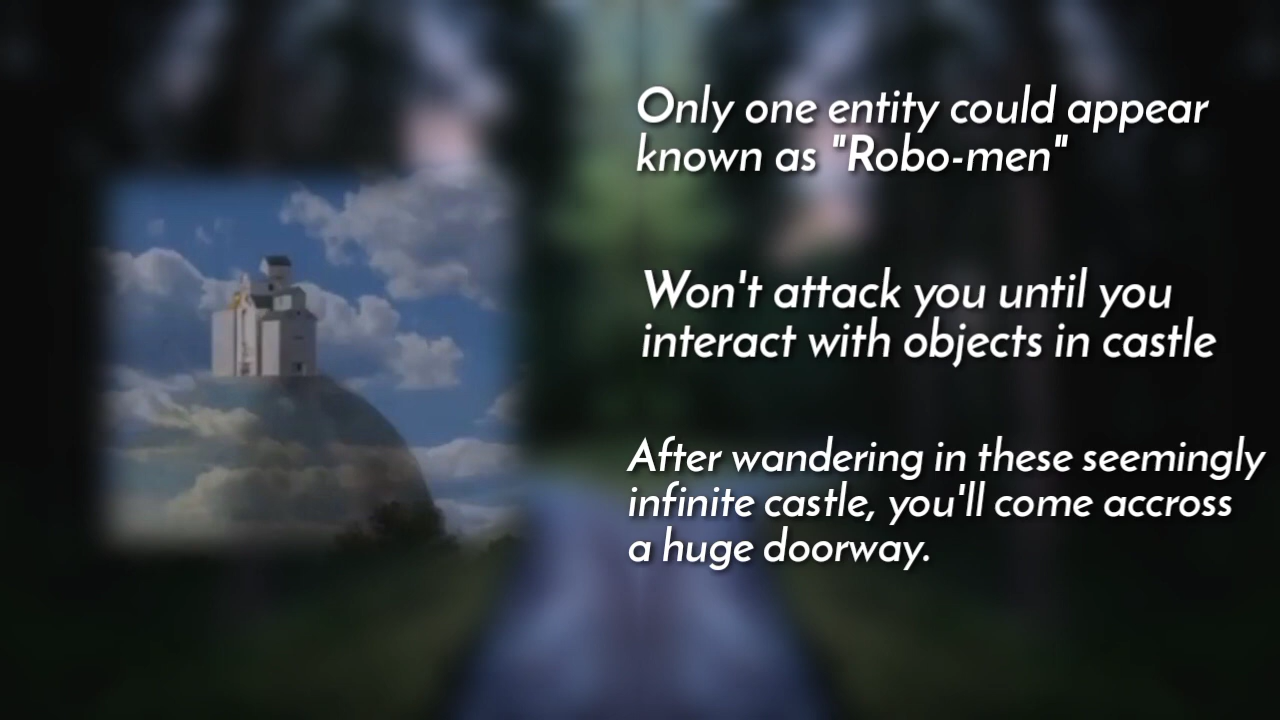 Only one entity could appear
known as "Robo-men"
Won't attack you until you
interact with objects in castle
After wandering in these seemingly
infinite castle, you'll come accross
a huge doorway.